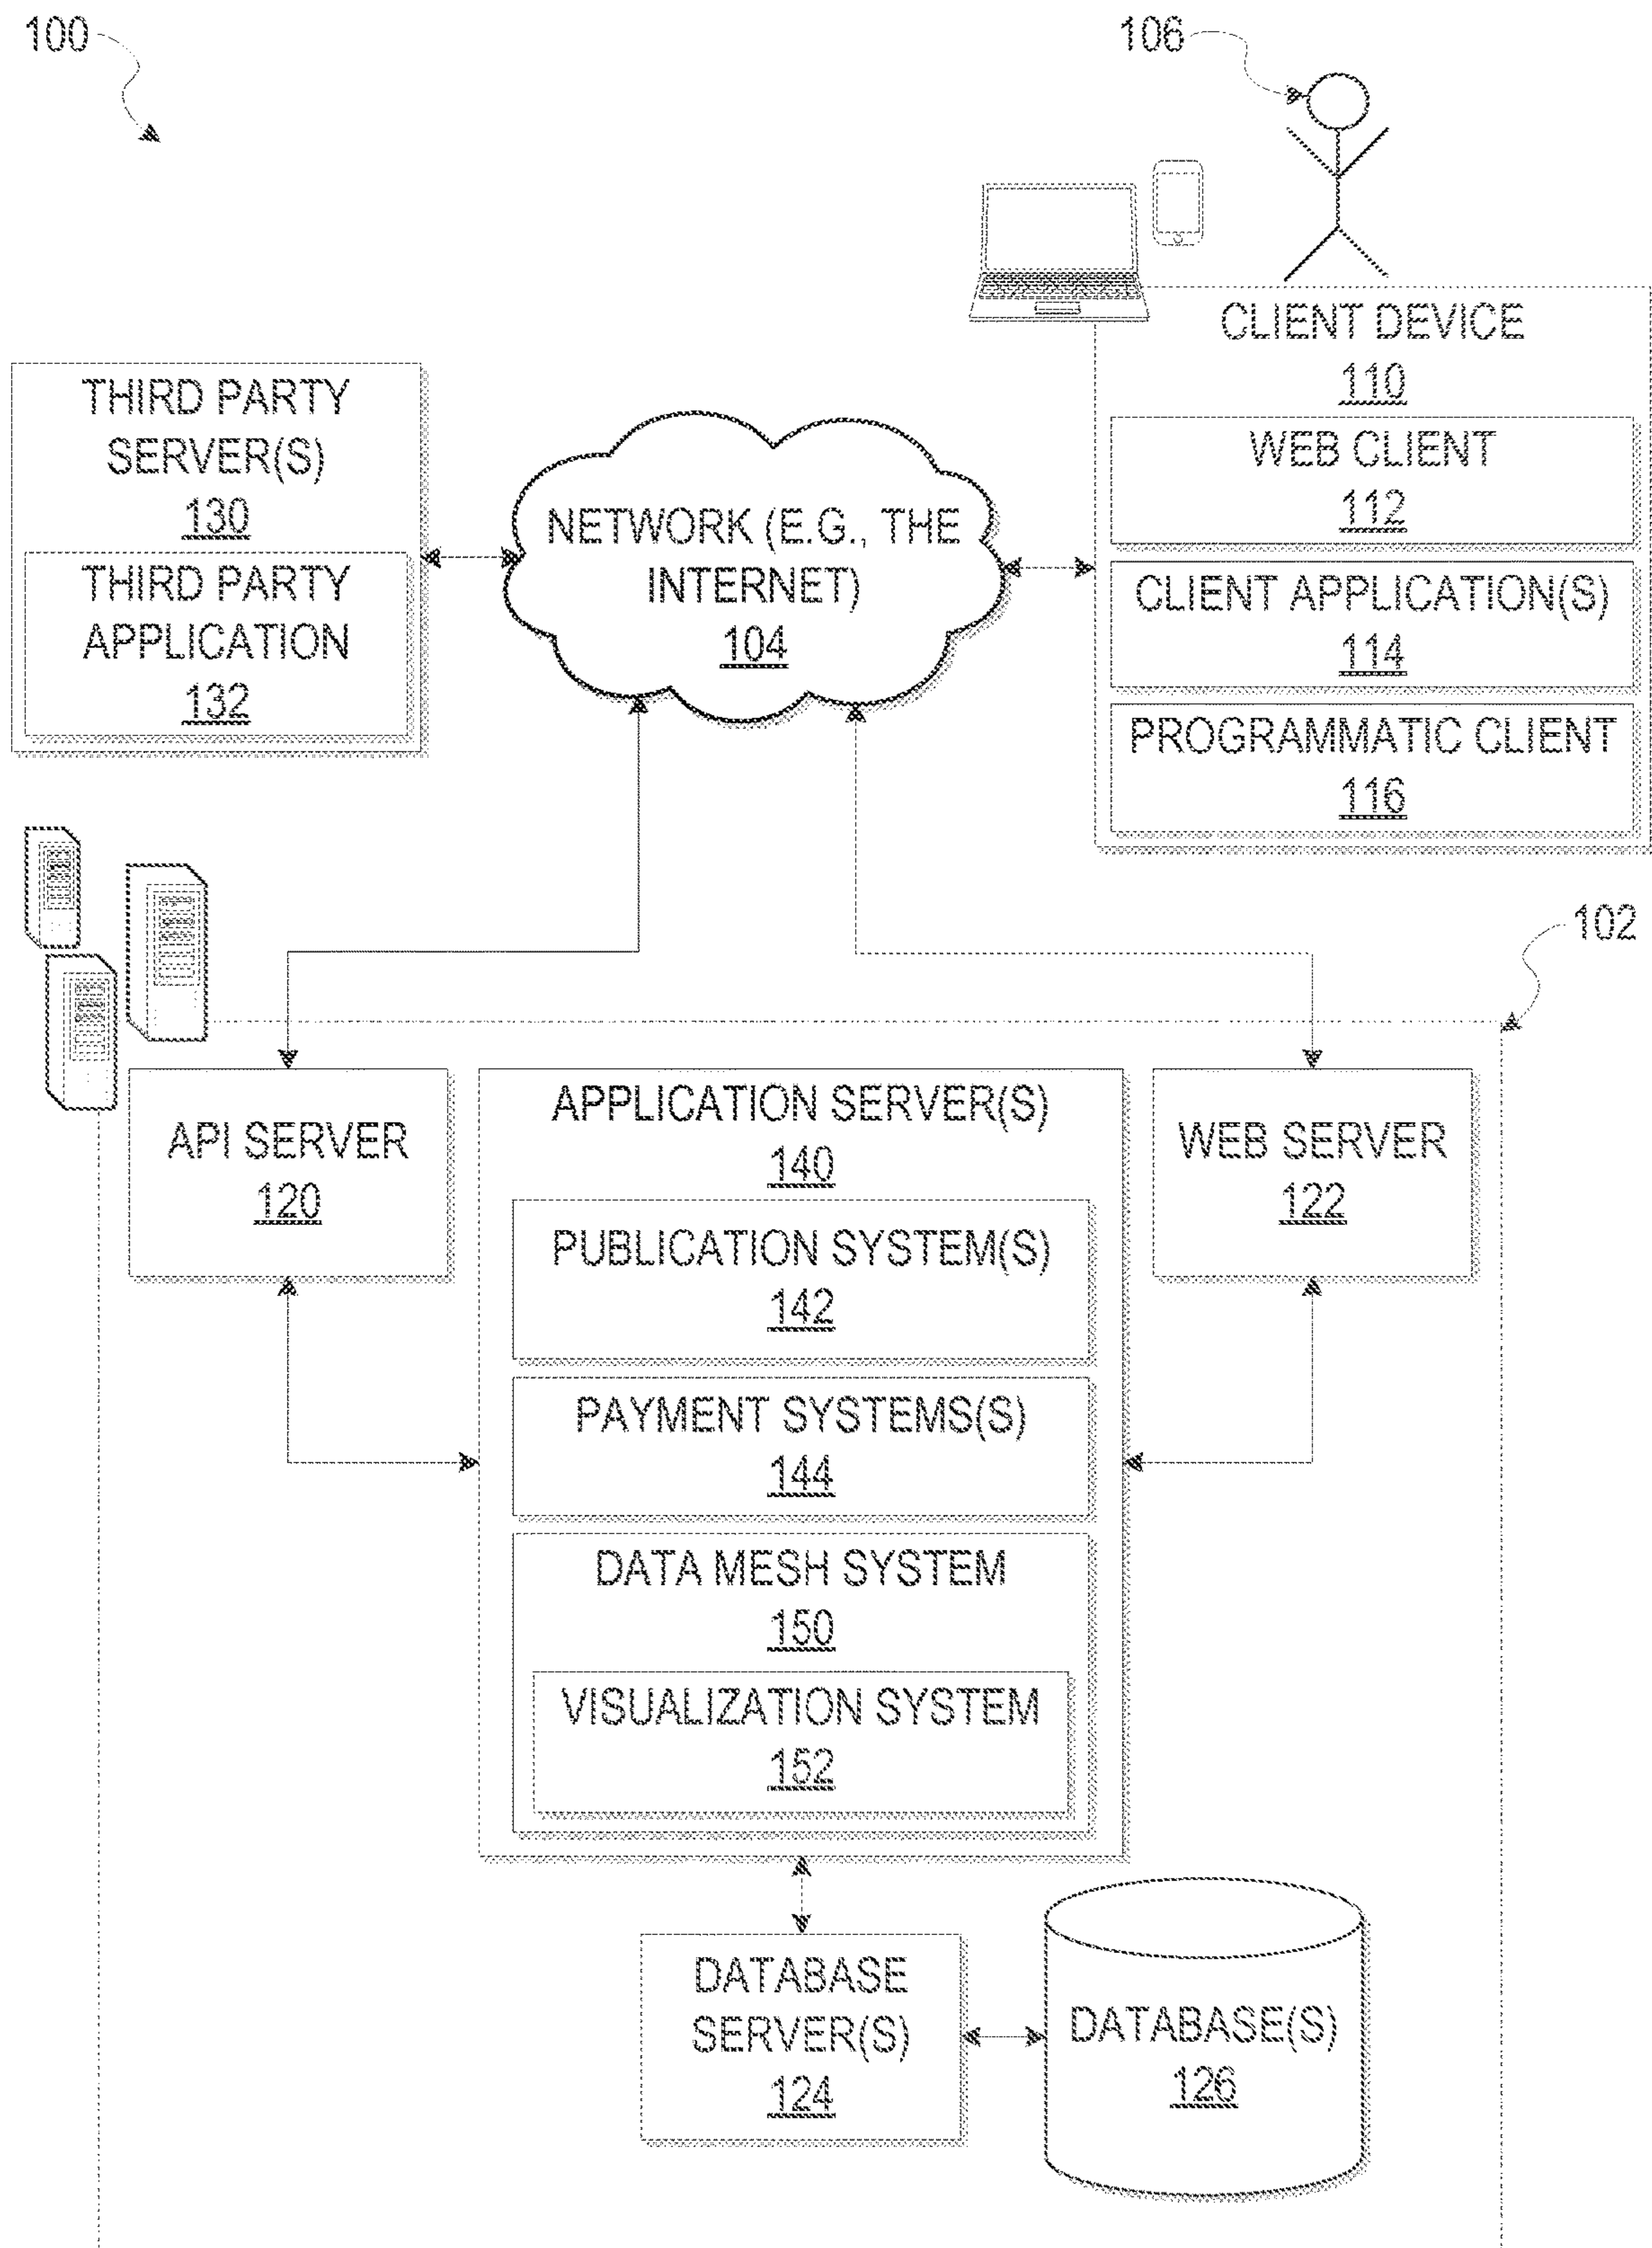 100
106
CLIENT DEVICE
110
WEB CLIENT
112
CLIENT APPLICATION(S)
114
PROGRAMMATIC CLIENT
116
THIRD PARTY
SERVER(S)
130
THIRD PARTY
APPLICATION
132
NETWORK (E.G., THE
INTERNET)
104
102
API SERVER
120
APPLICATION SERVER(S)
140
PUBLICATION SYSTEM(S)
142
PAYMENT SYSTEMS(S)
144
DATA MESH SYSTEM
150
VISUALIZATION SYSTEM
152
WEB SERVER
122
DATABASE
SERVER(S)
124
DATABASE(S)
126